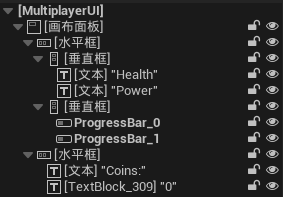 [MultiplayerUI]
[画布面板]
[水平框]
[垂直框]
[文本] "Health"
[文本] "Power"
[垂直框]
ProgressBar_0
ProgressBar_1
[水平框]
[文本] "Coins:"
[TextBlock_309] "0"